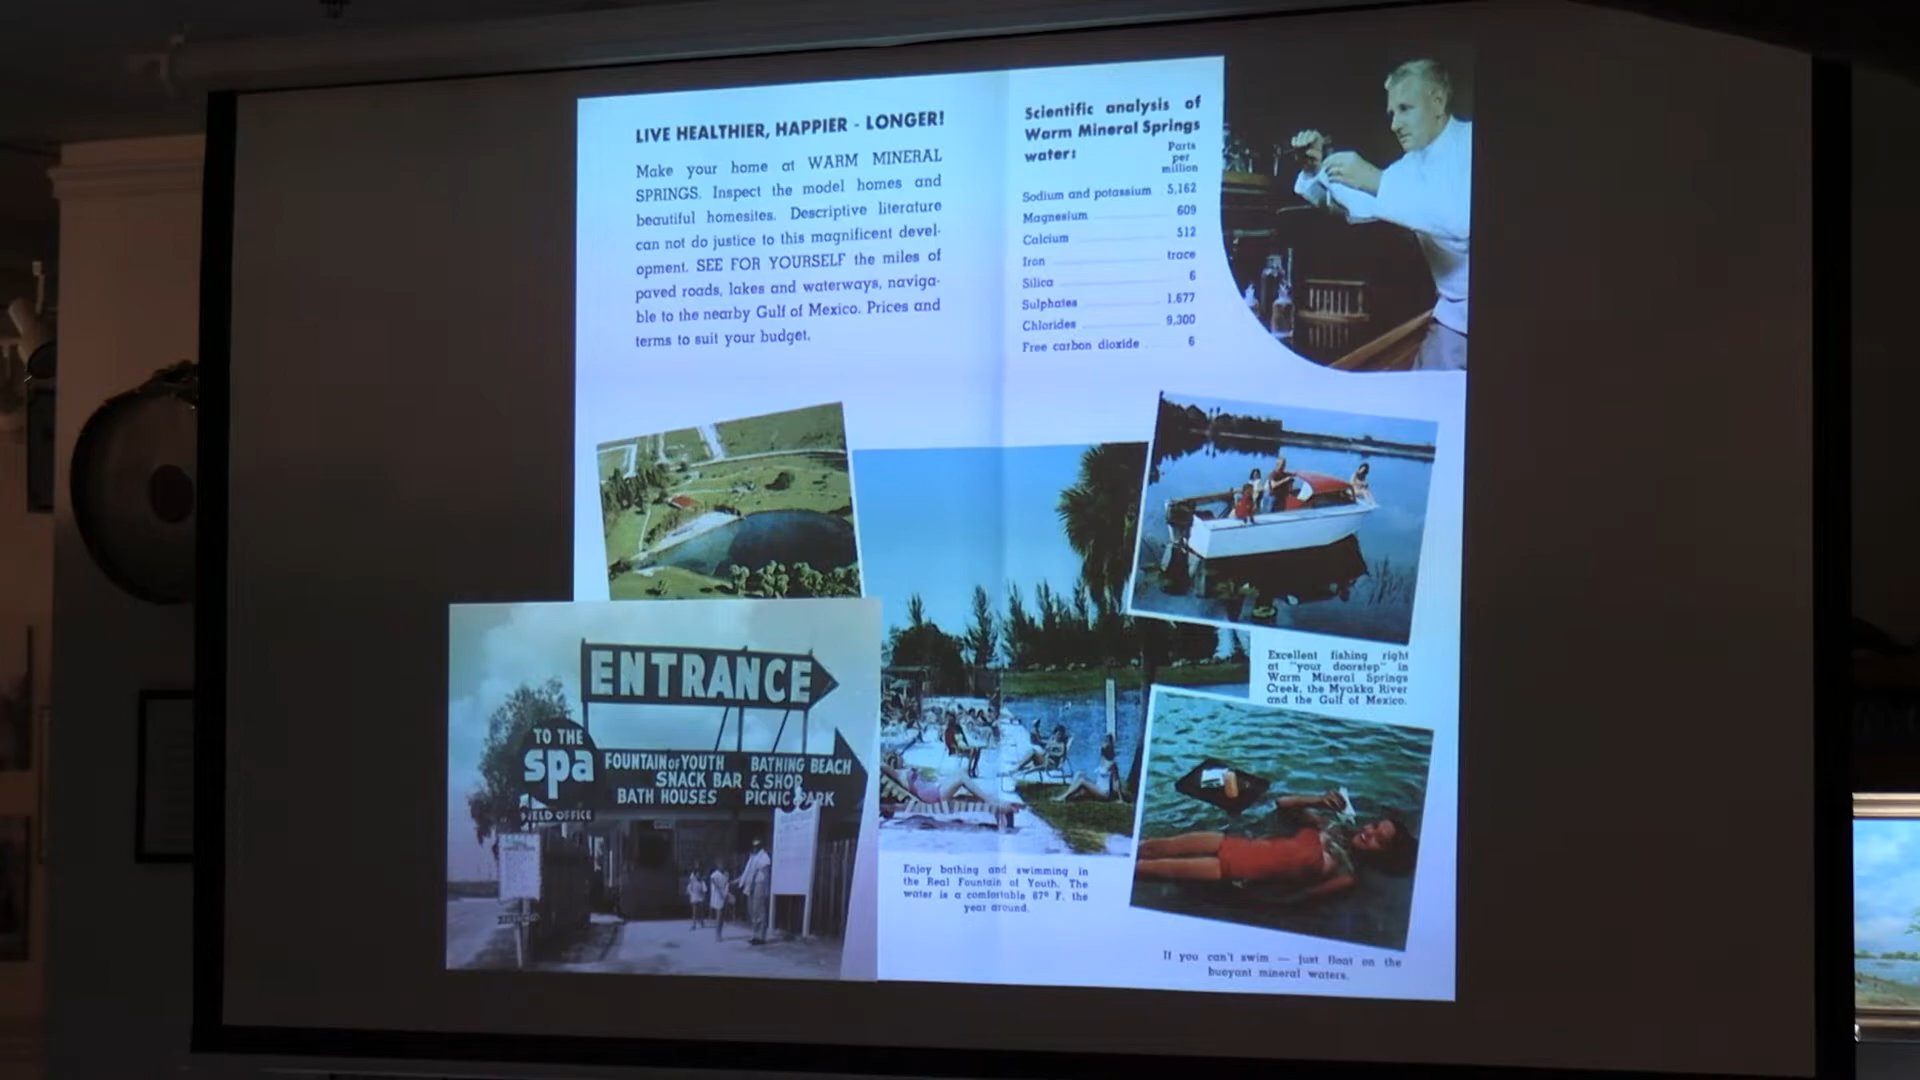 LIVE HEALTHIER, HAPPIER - LONGER!
Make your home at WARM MINERAL
SPRINGS. Inspect the model homes and
beautiful homesites. Descriptive literature
can not do justice to this magnificent devel-
opment. SEE FOR YOURSELF the miles of
paved roads, lakes and waterways, naviga-
ble to the nearby Gulf of Mexico. Prices and
terms to suit your budget.
Scientific analysis of
Warm Mineral Springs
water:
Parts
per
million
Sodium and potassium 5,162
Magnesium 609
Calcium 512
Iron trace
Silica 6
Sulphates 1,677
Chlorides 9,300
Free carbon dioxide 6
Excellent fishing right
at "your doorstep" in
Warm Mineral Springs
Creek, the Myakka River
and the Gulf of Mexico.
ENTRANCE
TO THE
spa
FOUNTAIN OF YOUTH BATHING BEACH
SNACK BAR & SHOP
BATH HOUSES PICNIC PARK
FIELD OFFICE
Enjoy bathing and swimming in
the Real Fountain of Youth. The
water is a comfortable 87° F. the
year around.
If you can't swim — just float on the
buoyant mineral waters.